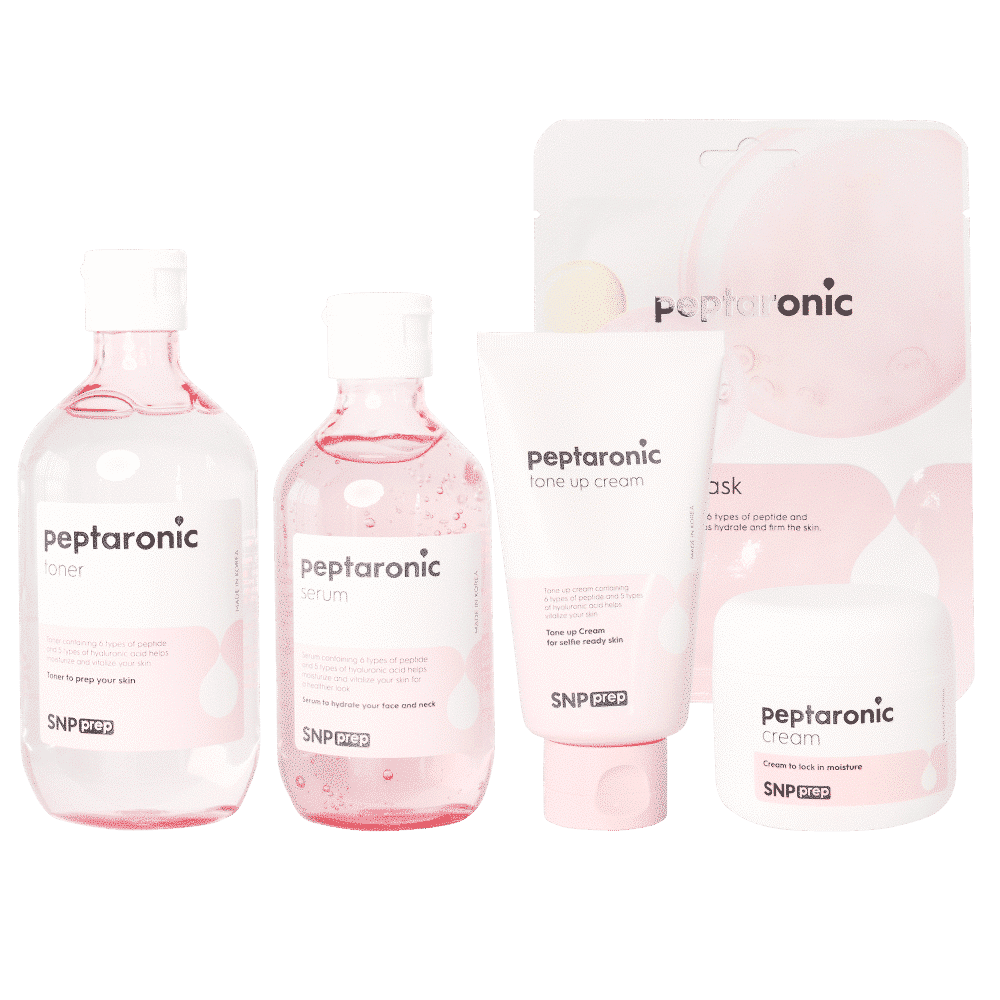 peptaronic
toner
MADE IN KOREA
Toner containing 6 types of peptide
and 5 types of hyaluronic acid helps
moisturize and vitalize your skin
Toner to prep your skin
SNP prep
peptaronic
serum
MADE IN KOREA
Serum containing 6 types of peptide
and 5 types of hyaluronic acid helps
moisturize and vitalize your skin for
a healthier look
Serum to hydrate your face and neck
SNP prep
peptaronic
tone up cream
MADE IN KOREA
Tone up cream containing
6 types of peptide and 5 types
of hyaluronic acid helps
vitalize your skin
Tone up Cream
for selfie ready skin
SNP prep
peptaronic
ask
6 types of peptide and
s hydrate and firm the skin.
peptaronic
cream
Cream to lock in moisture
SNP prep